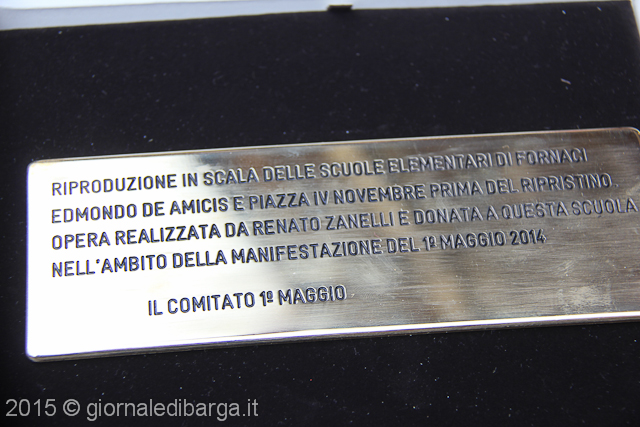 RIPRODUZIONE IN SCALA DELLE SCUOLE ELEMENTARI DI FORNACI
EDMONDO DE AMICIS E PIAZZA IV NOVEMBRE PRIMA DEL RIPRISTINO.
OPERA REALIZZATA DA RENATO ZANELLI E DONATA A QUESTA SCUOLA
NELL'AMBITO DELLA MANIFESTAZIONE DEL 1º MAGGIO 2014
IL COMITATO 1º MAGGIO
2015 © giornaledibarga.it